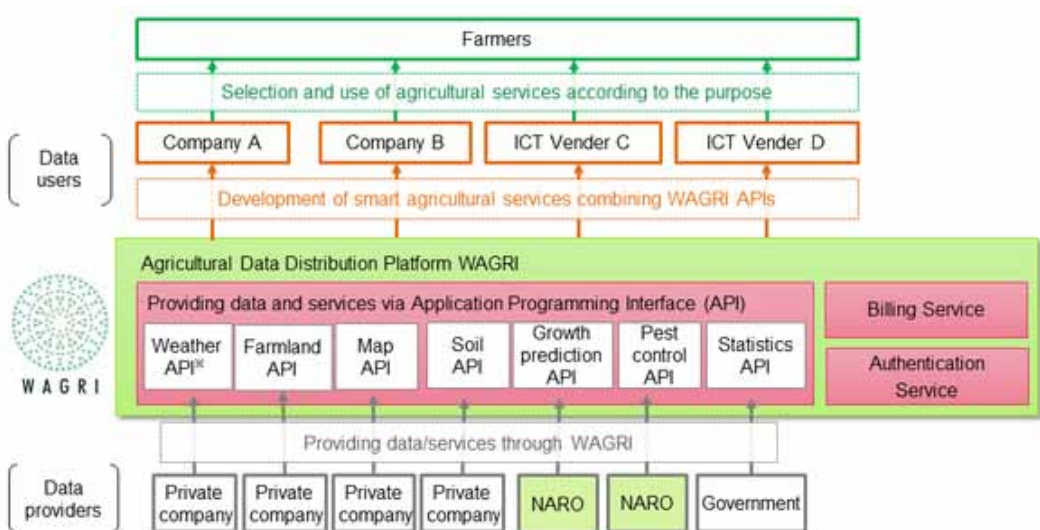 Farmers
Selection and use of agricultural services according to the purpose
Data
users
Company A
Company B
ICT Vender C
ICT Vender D
Development of smart agricultural services combining WAGRI APIs
Agricultural Data Distribution Platform WAGRI
Providing data and services via Application Programming Interface (API)
Weather
API※
Farmland
API
Map
API
Soil
API
Growth
prediction
API
Pest
control
API
Statistics
API
Billing Service
Authentication
Service
WAGRI
Providing data/services through WAGRI
Data
providers
Private
company
Private
company
Private
company
Private
company
NARO
NARO
Government